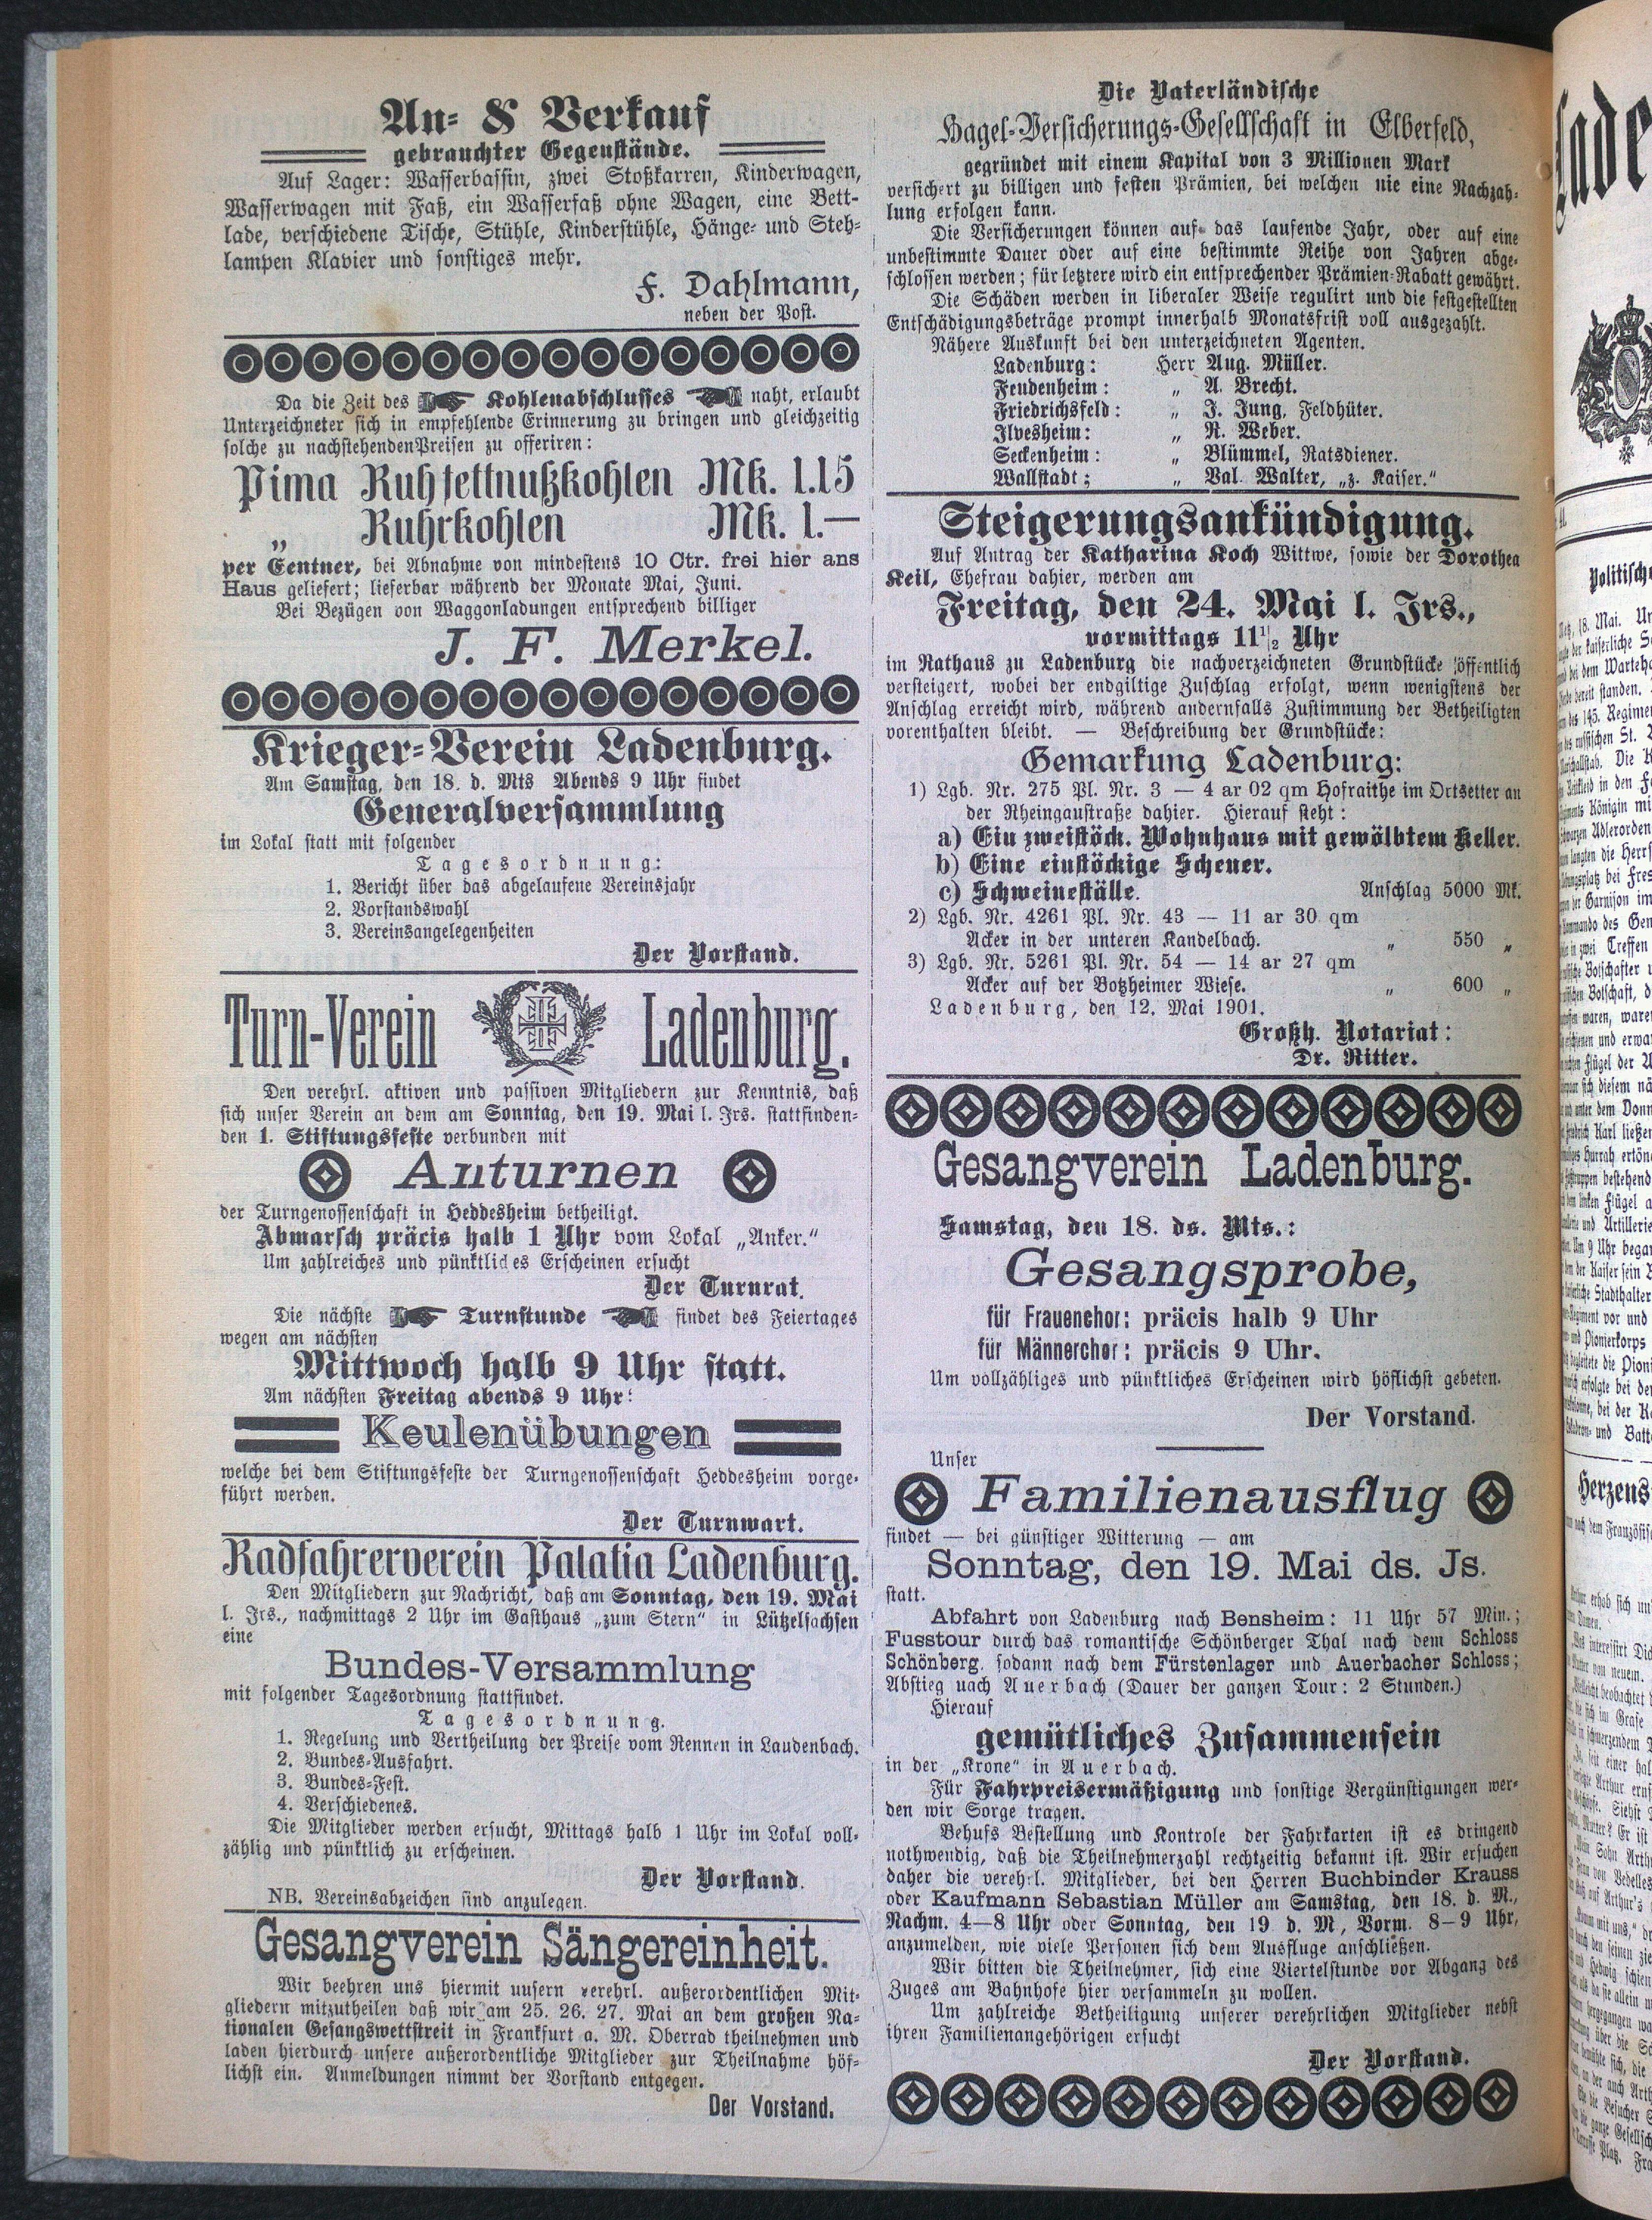 An- & Verkauf
gebrauchter Gegenstände.
Auf Lager: Wasserbassin, zwei Stoßkarren, Kinderwagen,
Wasserwagen mit Faß, ein Wasserfaß ohne Wagen, eine Bett-
lade, verschiedene Tische, Stühle, Kinderstühle, Hänge- und Steh-
lampen Klavier und sonstiges mehr.
F. Dahlmann,
neben der Post.
Da die Zeit des Kohlenabschlusses naht, erlaubt
Unterzeichneter sich in empfehlende Erinnerung zu bringen und gleichzeitig
solche zu nachstehenden Preisen zu offeriren:
Pima Ruhrfettnußkohlen Mk. 1.15
„ Ruhrkohlen Mk. 1.—
per Centner, bei Abnahme von mindestens 10 Ctr. frei hier ans
Haus geliefert; lieferbar während der Monate Mai, Juni.
Bei Bezügen von Waggonladungen entsprechend billiger
J. F. Merkel.
Krieger-Verein Ladenburg.
Am Samstag, den 18. d. Mts Abends 9 Uhr findet
Generalversammlung
im Lokal statt mit folgender
Tagesordnung:
1. Bericht über das abgelaufene Vereinsjahr
2. Vorstandswahl
3. Vereinsangelegenheiten
Der Vorstand.
Turn-Verein Ladenburg.
Den verehrl. aktiven und passiven Mitgliedern zur Kenntnis, daß
sich unser Verein an dem am Sonntag, den 19. Mai l. Jrs. stattfinden-
den 1. Stiftungsfeste verbunden mit
Anturnen
der Turngenossenschaft in Heddesheim betheiligt.
Abmarsch präcis halb 1 Uhr vom Lokal „Anker.“
Um zahlreiches und pünktliches Erscheinen ersucht
Der Turnrat.
Die nächste Turnstunde findet des Feiertages
wegen am nächsten
Mittwoch halb 9 Uhr statt.
Am nächsten Freitag abends 9 Uhr:
Keulenübungen
welche bei dem Stiftungsfeste der Turngenossenschaft Heddesheim vorge-
führt werden.
Der Turnwart.
Radfahrerverein Palatia Ladenburg.
Den Mitgliedern zur Nachricht, daß am Sonntag, den 19. Mai
l. Jrs., nachmittags 2 Uhr im Gasthaus „zum Stern“ in Lützelsachsen
eine
Bundes-Versammlung
mit folgender Tagesordnung stattfindet.
Tagesordnung.
1. Regelung und Vertheilung der Preise vom Rennen in Laudenbach.
2. Bundes-Ausfahrt.
3. Bundes-Fest.
4. Verschiedenes.
Die Mitglieder werden ersucht, Mittags halb 1 Uhr im Lokal voll-
zählig und pünktlich zu erscheinen.
Der Vorstand.
NB. Vereinsabzeichen sind anzulegen.
Gesangverein Sängereinheit.
Wir beehren uns hiermit unsern verehrl. außerordentlichen Mit-
gliedern mitzutheilen daß wir am 25. 26. 27. Mai an dem großen Na-
tionalen Gesangswettstreit in Frankfurt a. M. Oberrad theilnehmen und
laden hierdurch unsere außerordentliche Mitglieder zur Theilnahme höf-
lichst ein. Anmeldungen nimmt der Vorstand entgegen.
Der Vorstand.
Die Vaterländische
Hagel-Versicherungs-Gesellschaft in Elberfeld,
gegründet mit einem Kapital von 3 Millionen Mark
versichert zu billigen und festen Prämien, bei welchen nie eine Nachzah-
lung erfolgen kann.
Die Versicherungen können auf das laufende Jahr, oder auf eine
unbestimmte Dauer oder auf eine bestimmte Reihe von Jahren abge-
schlossen werden; für letztere wird ein entsprechender Prämien-Rabatt gewährt.
Die Schäden werden in liberaler Weise regulirt und die festgestellten
Entschädigungsbeträge prompt innerhalb Monatsfrist voll ausgezahlt.
Nähere Auskunft bei den unterzeichneten Agenten.
Ladenburg: Herr Aug. Müller.
Feudenheim: „ A. Brecht.
Friedrichsfeld: „ J. Jung, Feldhüter.
Ilvesheim: „ R. Weber.
Seckenheim: „ Blümmel, Ratsdiener.
Wallstadt; „ Val. Walter, „z. Kaiser.“
Steigerungsankündigung.
Auf Antrag der Katharina Koch Wittwe, sowie der Dorothea
Keil, Ehefrau dahier, werden am
Freitag, den 24. Mai l. Jrs.,
vormittags 11½ Uhr
im Rathaus zu Ladenburg die nachverzeichneten Grundstücke öffentlich
versteigert, wobei der endgiltige Zuschlag erfolgt, wenn wenigstens der
Anschlag erreicht wird, während andernfalls Zustimmung der Betheiligten
vorenthalten bleibt. — Beschreibung der Grundstücke:
Gemarkung Ladenburg:
1) Lgb. Nr. 275 Pl. Nr. 3 — 4 ar 02 qm Hofraithe im Ortsetter an
der Rheingaustraße dahier. Hierauf steht:
a) Ein zweistöck. Wohnhaus mit gewölbtem Keller.
b) Eine einstöckige Scheuer.
c) Schweineställe. Anschlag 5000 Mk.
2) Lgb. Nr. 4261 Pl. Nr. 43 — 11 ar 30 qm
Acker in der unteren Kandelbach. „ 550 „
3) Lgb. Nr. 5261 Pl. Nr. 54 — 14 ar 27 qm
Acker auf der Botzheimer Wiese. „ 600 „
Ladenburg, den 12. Mai 1901.
Großh. Notariat:
Dr. Ritter.
Gesangverein Ladenburg.
Samstag, den 18. ds. Mts.:
Gesangsprobe,
für Frauenchor: präcis halb 9 Uhr
für Männerchor: präcis 9 Uhr.
Um vollzähliges und pünktliches Erscheinen wird höflichst gebeten.
Der Vorstand.
Unser
Familienausflug
findet — bei günstiger Witterung — am
Sonntag, den 19. Mai ds. Js.
statt.
Abfahrt von Ladenburg nach Bensheim: 11 Uhr 57 Min.;
Fusstour durch das romantische Schönberger Thal nach dem Schloss
Schönberg, sodann nach dem Fürstenlager und Auerbacher Schloss;
Abstieg nach Auerbach (Dauer der ganzen Tour: 2 Stunden.)
Hierauf
gemütliches Zusammensein
in der „Krone“ in Auerbach.
Für Fahrpreisermäßigung und sonstige Vergünstigungen wer-
den wir Sorge tragen.
Behufs Bestellung und Kontrole der Fahrkarten ist es dringend
nothwendig, daß die Theilnehmerzahl rechtzeitig bekannt ist. Wir ersuchen
daher die verehrl. Mitglieder, bei den Herren Buchbinder Krauss
oder Kaufmann Sebastian Müller am Samstag, den 18. d. M.,
Nachm. 4—8 Uhr oder Sonntag, den 19. d. M, Vorm. 8—9 Uhr,
anzumelden, wie viele Personen sich dem Ausfluge anschließen.
Wir bitten die Theilnehmer, sich eine Viertelstunde vor Abgang des
Zuges am Bahnhofe hier versammeln zu wollen.
Um zahlreiche Betheiligung unserer verehrlichen Mitglieder nebst
ihren Familienangehörigen ersucht
Der Vorstand.